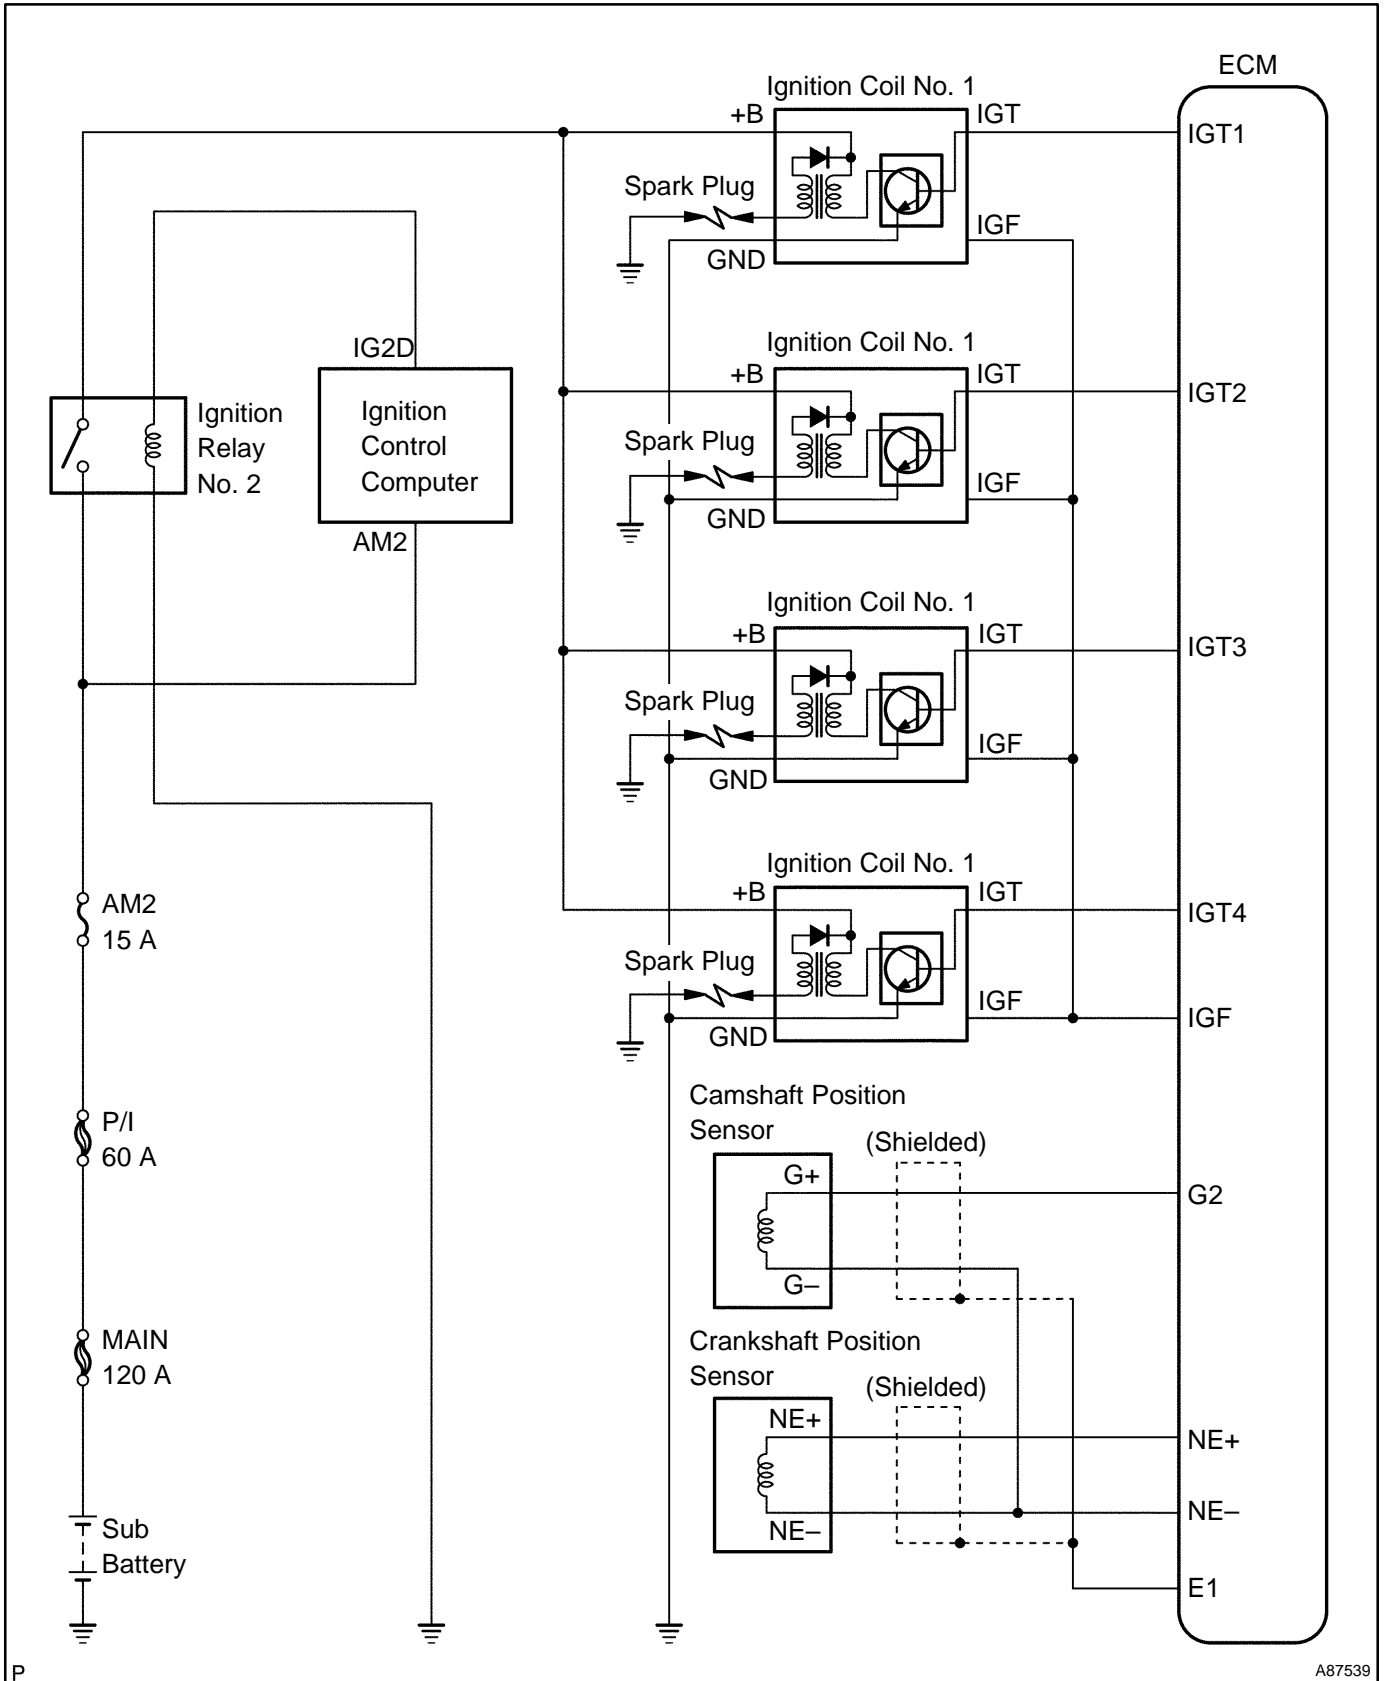 ECM
Ignition Coil No. 1
+B
IGT
IGT1
Spark Plug
IGF
GND
Ignition Coil No. 1
+B
IGT
IGT2
Spark Plug
IGF
GND
IG2D
Ignition
Control
Computer
AM2
Ignition
Relay
No. 2
Ignition Coil No. 1
+B
IGT
IGT3
Spark Plug
IGF
GND
Ignition Coil No. 1
+B
IGT
IGT4
Spark Plug
IGF
IGF
GND
AM2
15 A
P/I
60 A
MAIN
120 A
Sub
Battery
Camshaft Position
Sensor
(Shielded)
G+
G2
G–
Crankshaft Position
Sensor
(Shielded)
NE+
NE+
NE–
NE–
E1
P
A87539